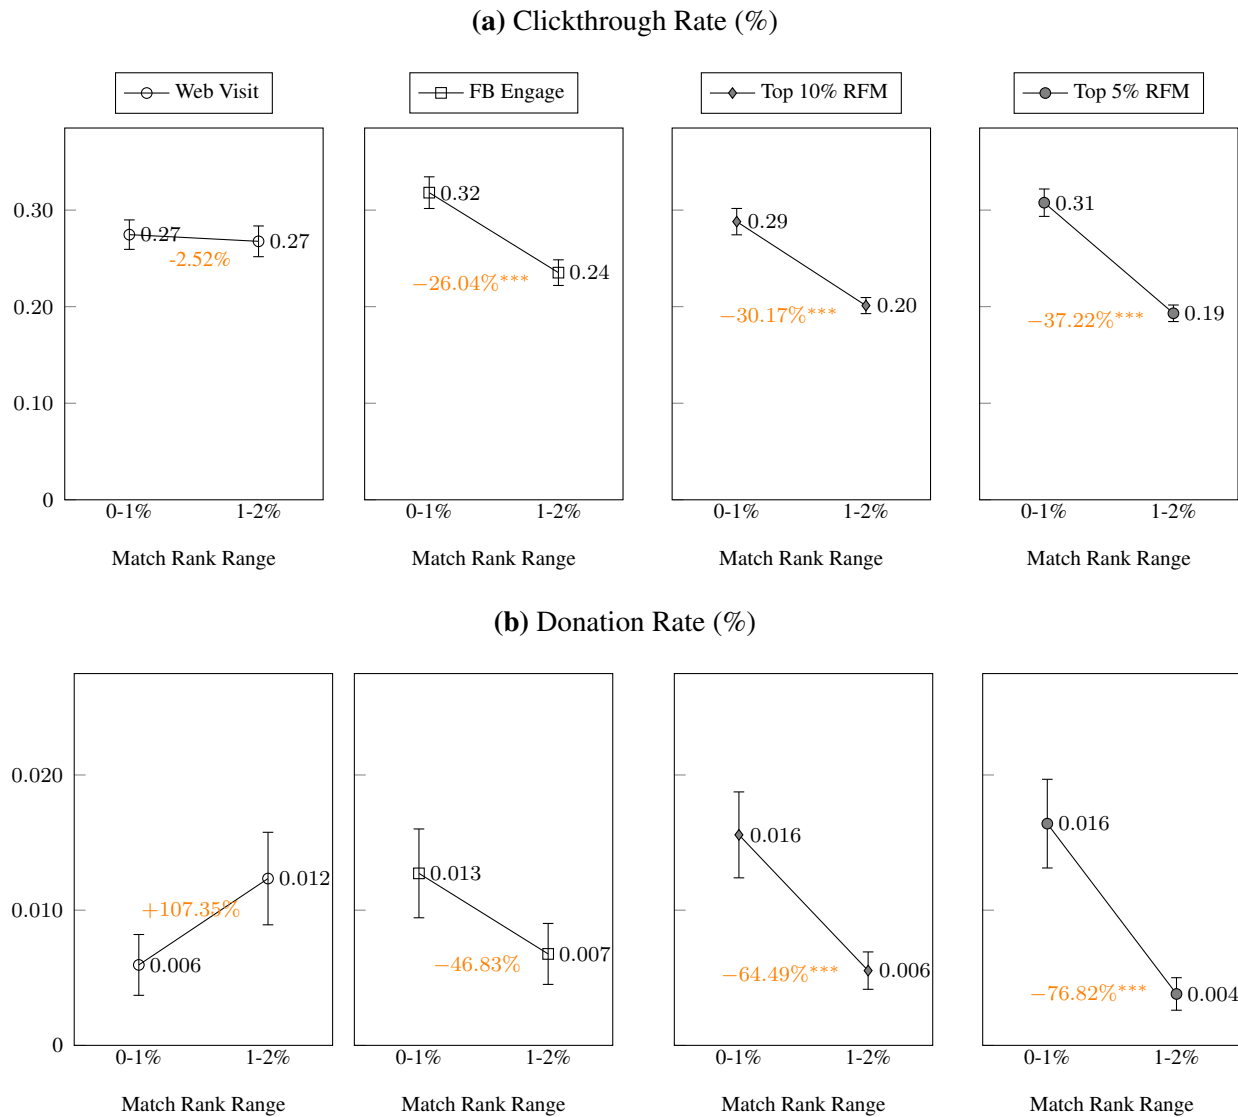 (a) Clickthrough Rate (%)
Web Visit
FB Engage
Top 10% RFM
Top 5% RFM
0.30
0.20
0.10
0
0.27
0.27
-2.52%
0.32
0.24
−26.04%***
0.29
0.20
−30.17%***
0.31
0.19
−37.22%***
0-1% 1-2%
0-1% 1-2%
0-1% 1-2%
0-1% 1-2%
Match Rank Range
Match Rank Range
Match Rank Range
Match Rank Range
(b) Donation Rate (%)
0.020
0.010
0
0.006
0.012
+107.35%
0.013
0.007
−46.83%
0.016
0.006
−64.49%***
0.016
0.004
−76.82%***
0-1% 1-2%
0-1% 1-2%
0-1% 1-2%
0-1% 1-2%
Match Rank Range
Match Rank Range
Match Rank Range
Match Rank Range